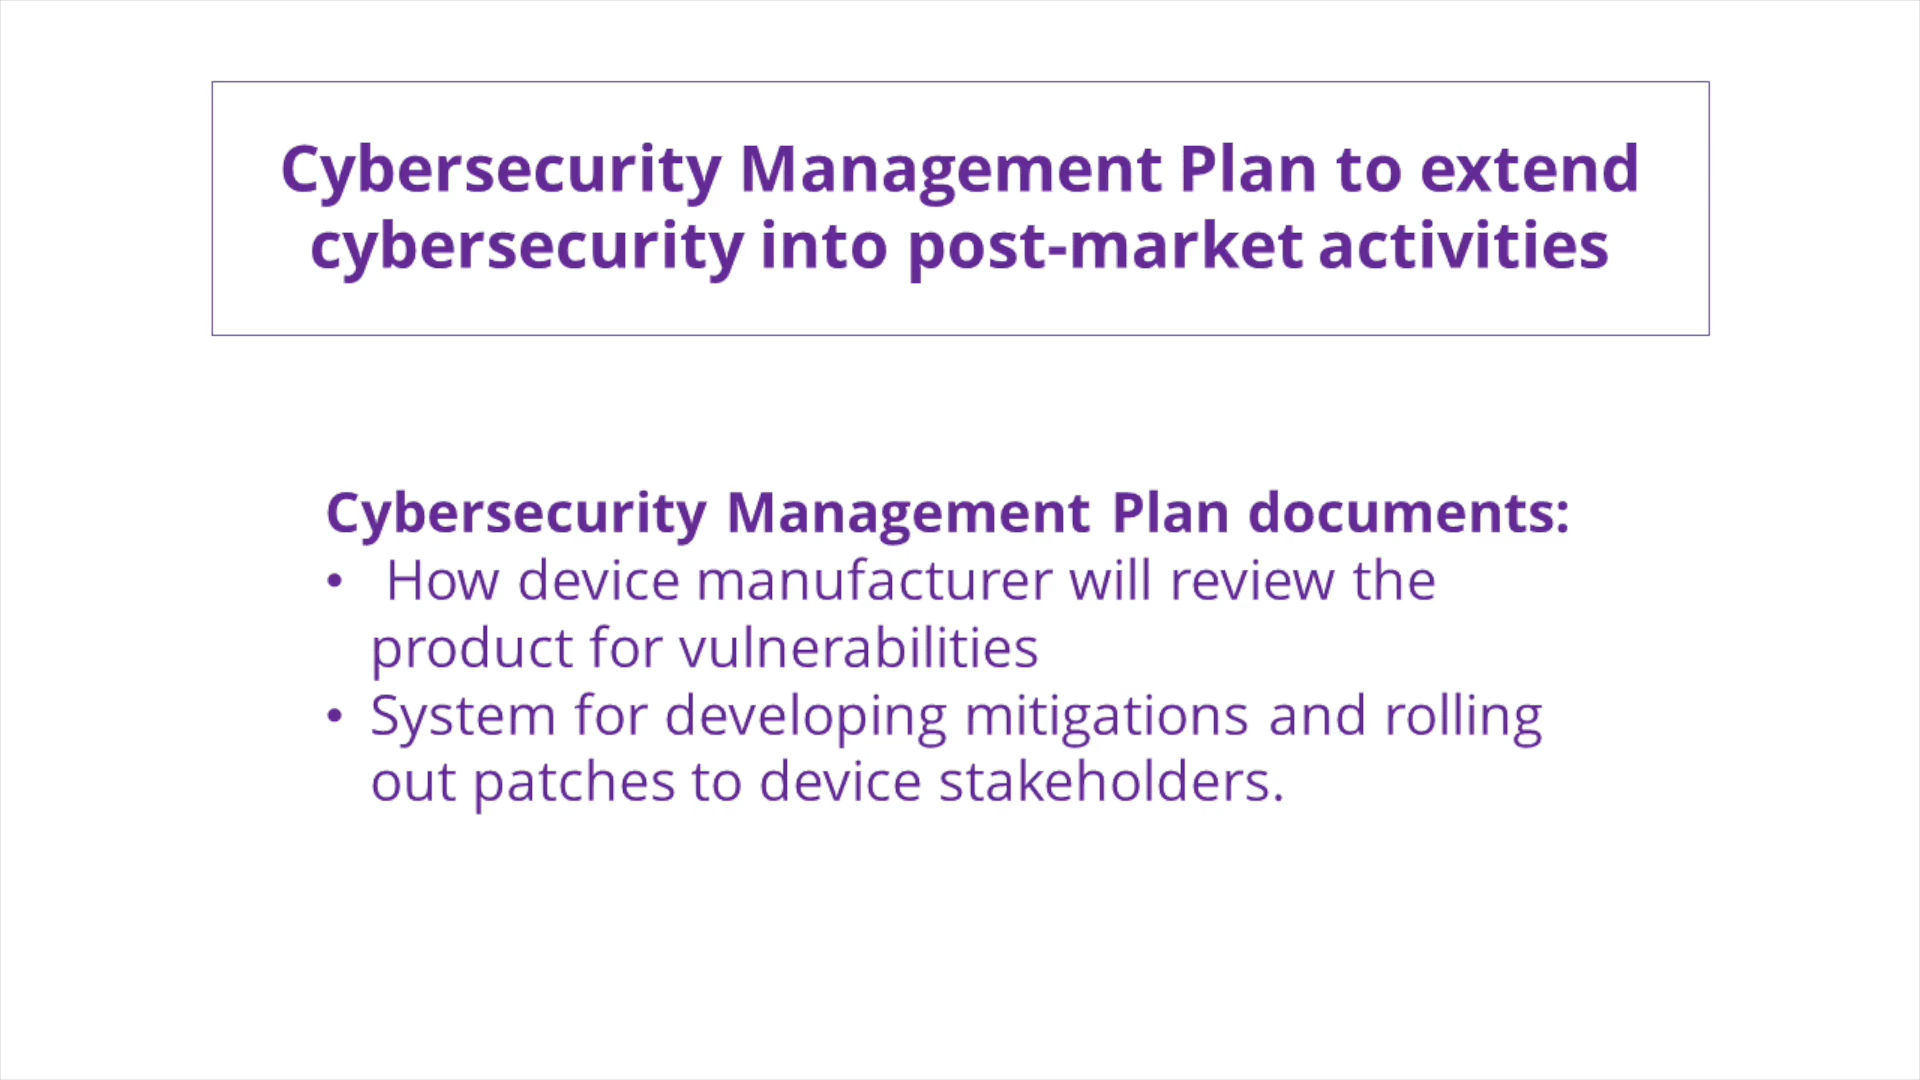 Cybersecurity Management Plan to extend
cybersecurity into post-market activities
Cybersecurity Management Plan documents:
• How device manufacturer will review the
product for vulnerabilities
• System for developing mitigations and rolling
out patches to device stakeholders.